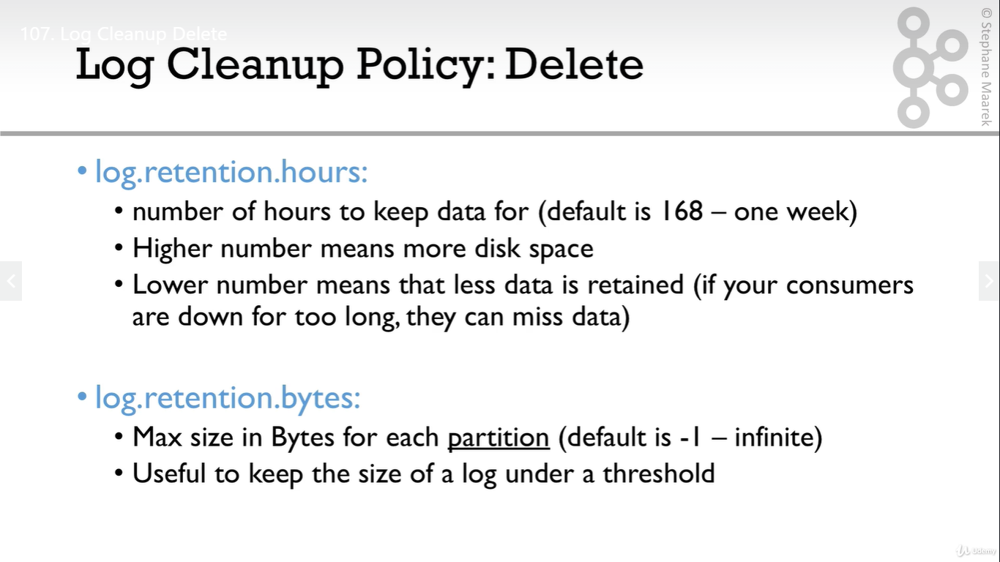 107. Log Cleanup Delete
Log Cleanup Policy: Delete
© Stephane Maarek
• log.retention.hours:
• number of hours to keep data for (default is 168 – one week)
• Higher number means more disk space
• Lower number means that less data is retained (if your consumers
are down for too long, they can miss data)
• log.retention.bytes:
• Max size in Bytes for each partition (default is -1 – infinite)
• Useful to keep the size of a log under a threshold
Udemy